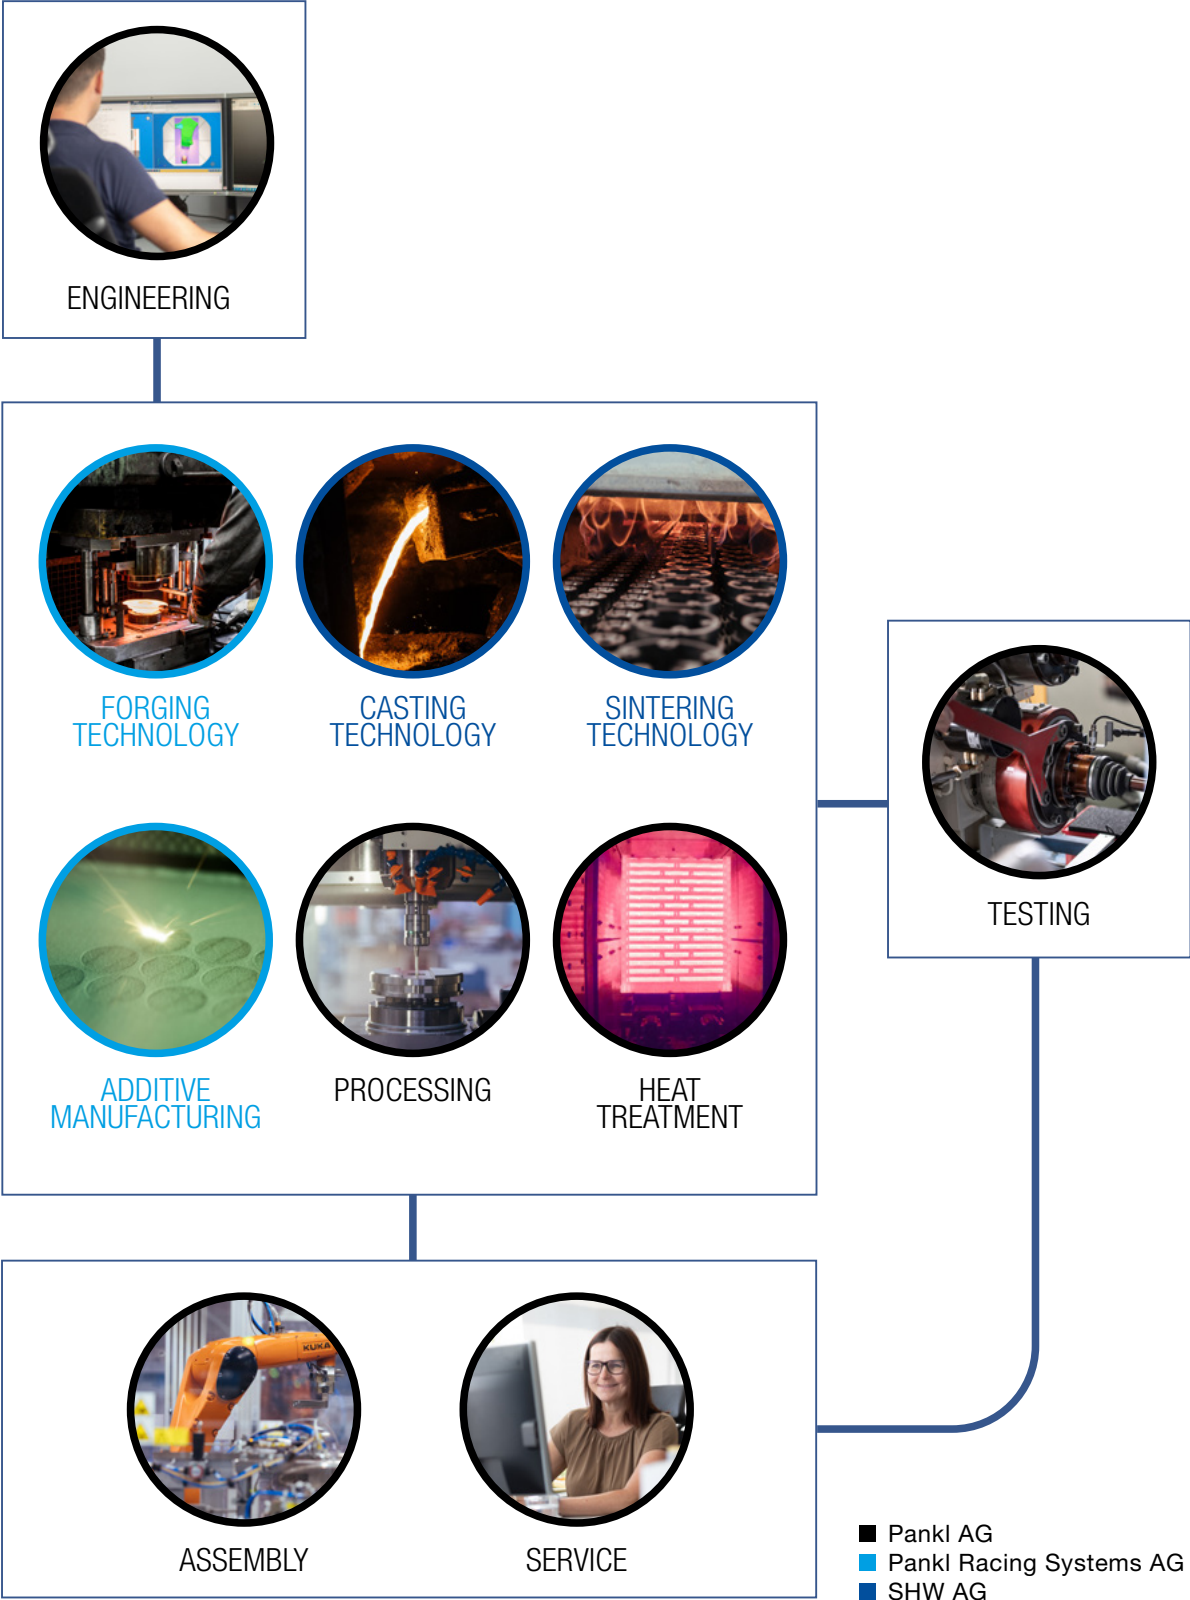 ENGINEERING
FORGING
TECHNOLOGY
CASTING
TECHNOLOGY
SINTERING
TECHNOLOGY
TESTING
ADDITIVE
MANUFACTURING
PROCESSING
HEAT
TREATMENT
KUKA
ASSEMBLY
SERVICE
Pankl AG
Pankl Racing Systems AG
SHW AG